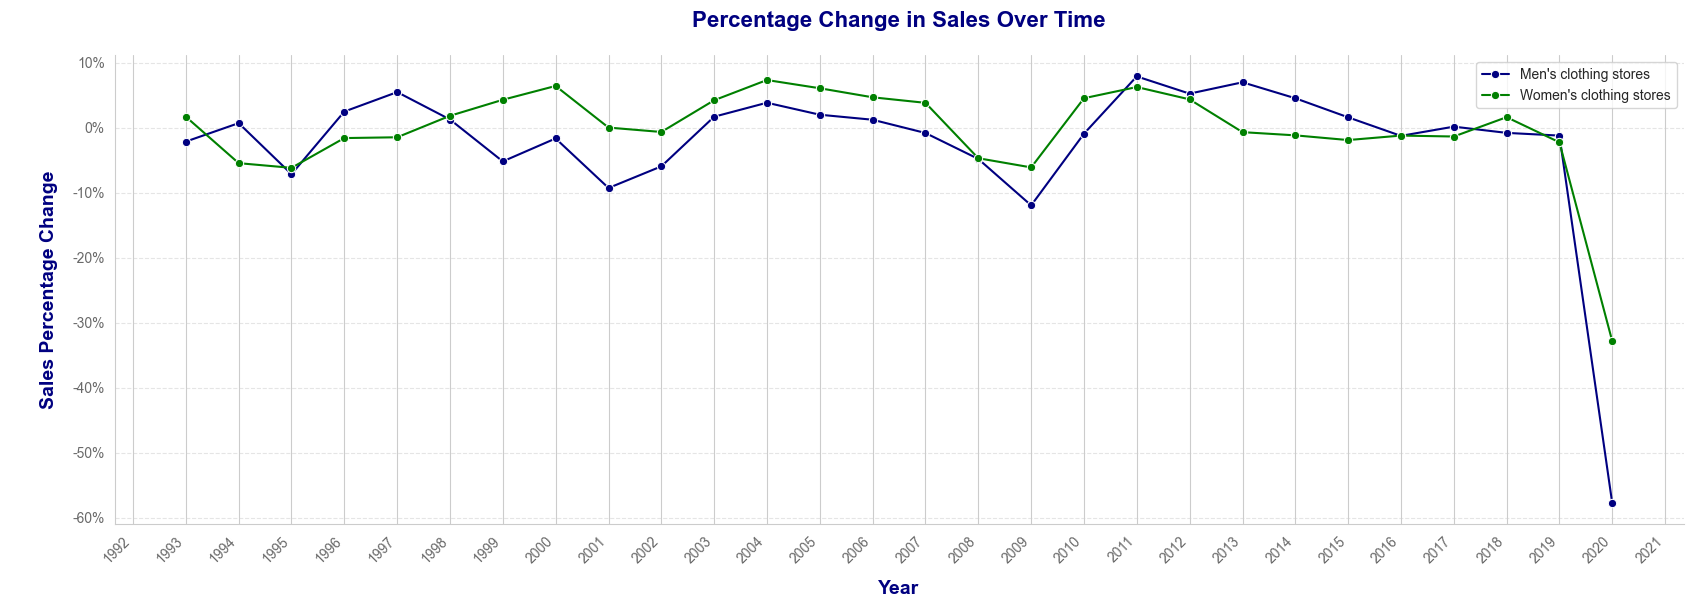 Percentage Change in Sales Over Time
Men's clothing stores
Women's clothing stores
Sales Percentage Change
10%
0%
-10%
-20%
-30%
-40%
-50%
-60%
1992 1993 1994 1995 1996 1997 1998 1999 2000 2001 2002 2003 2004 2005 2006 2007 2008 2009 2010 2011 2012 2013 2014 2015 2016 2017 2018 2019 2020 2021
Year